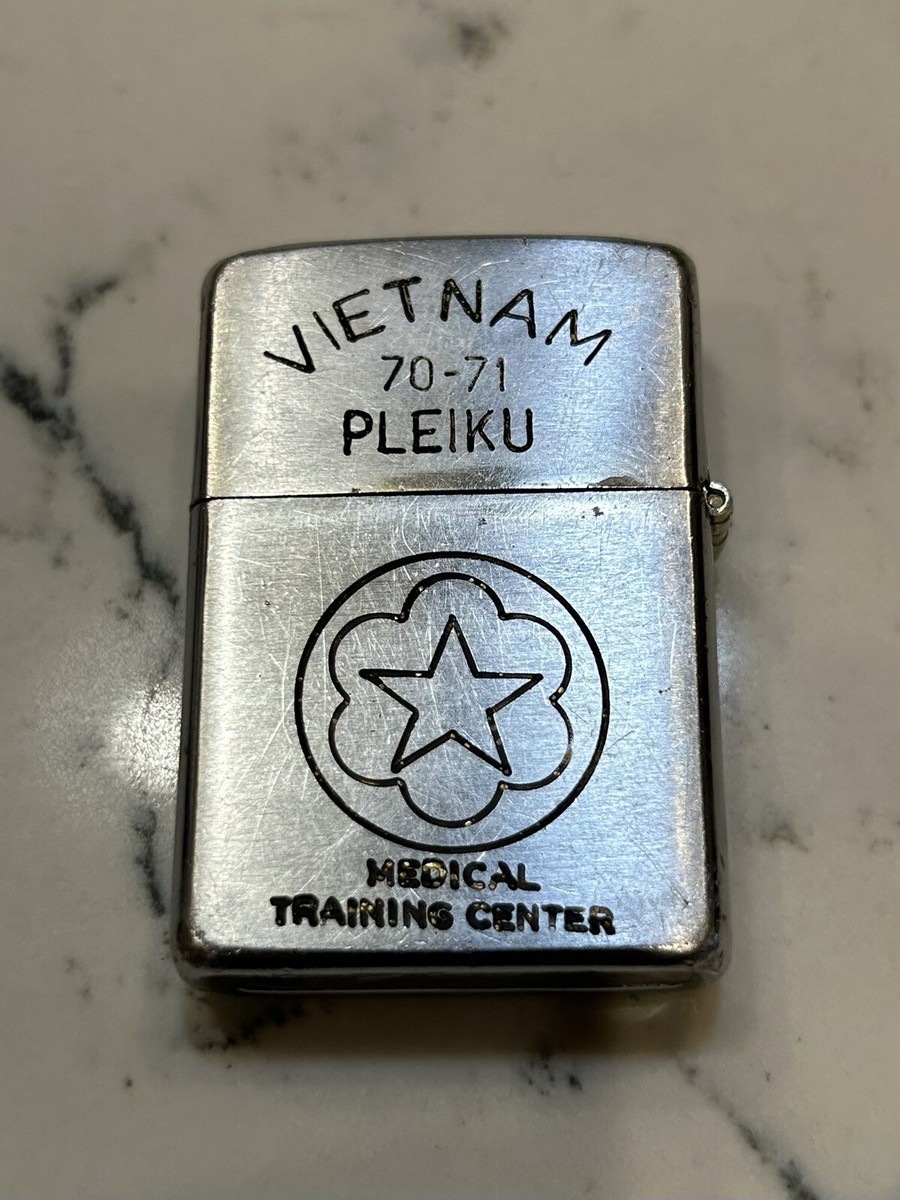 VIETNAM
70-71
PLEIKU
MEDICAL
TRAINING CENTER